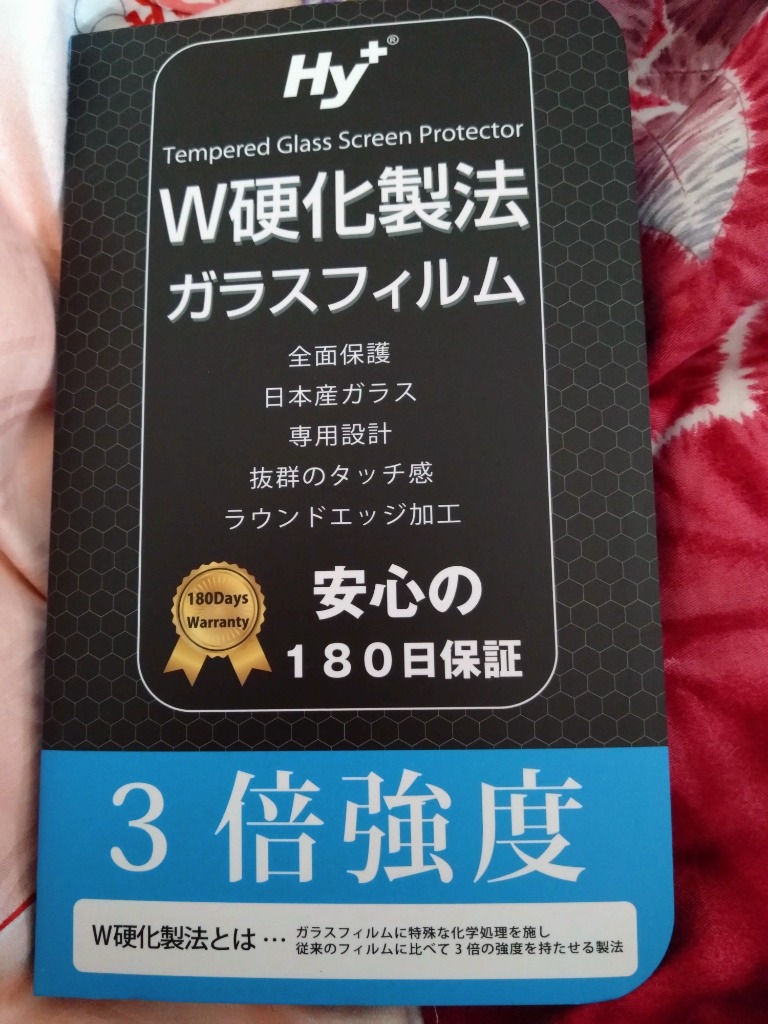 Hy+®
Tempered Glass Screen Protector
W硬化製法
ガラスフィルム
全面保護
日本産ガラス
専用設計
抜群のタッチ感
ラウンドエッジ加工
180Days
Warranty
安心の
180日保証
3倍強度
W硬化製法とは…
ガラスフィルムに特殊な化学処理を施し
従来のフィルムに比べて3倍の強度を持たせる製法